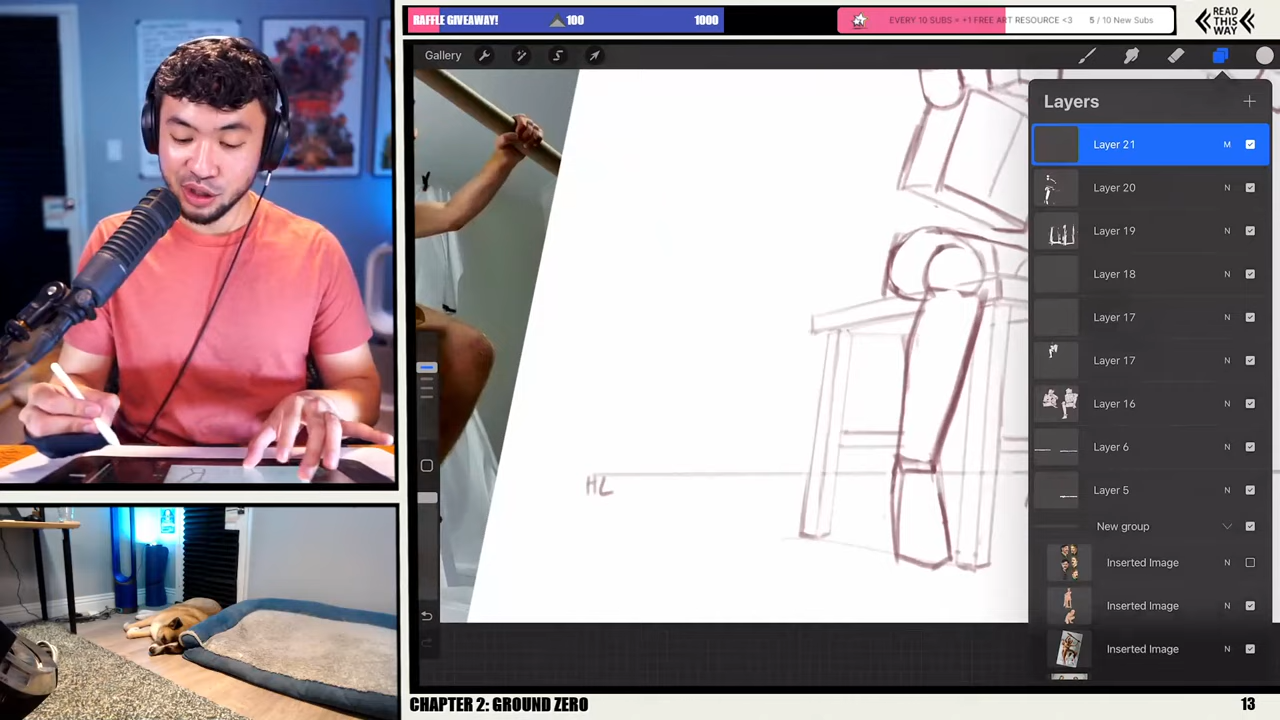 RAFFLE GIVEAWAY! 100 1000
EVERY 10 SUBS = +1 FREE ART RESOURCE <3 5 / 10 New Subs
READ
THIS
WAY
Gallery
Layers
Layer 21 M
Layer 20 N
Layer 19 N
Layer 18 N
Layer 17 N
Layer 17 N
Layer 16 N
Layer 6 N
Layer 5 N
New group
Inserted Image N
Inserted Image N
Inserted Image N
HL
CHAPTER 2: GROUND ZERO 13